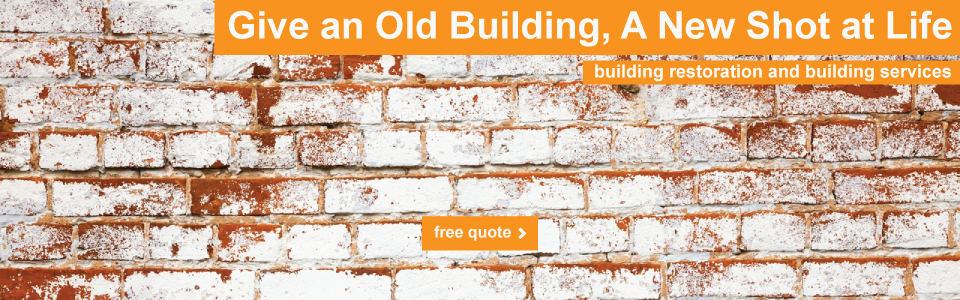 Give an Old Building, A New Shot at Life
building restoration and building services
free quote